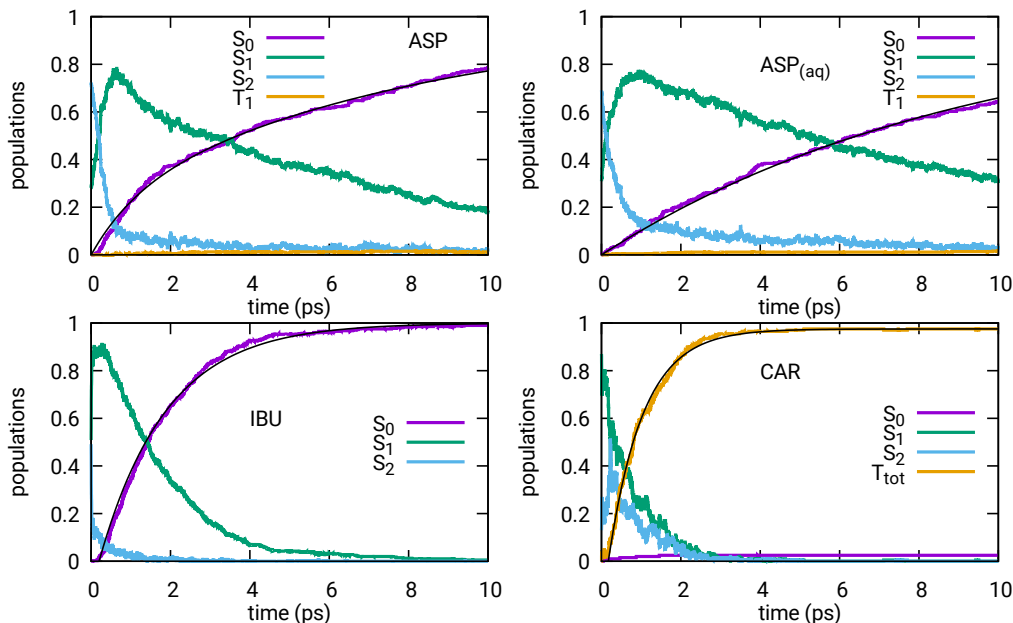 populations
1
0.8
0.6
0.4
0.2
0
0 2 4 6 8 10
time (ps)
ASP
S0
S1
S2
T1
populations
1
0.8
0.6
0.4
0.2
0
0 2 4 6 8 10
time (ps)
ASP(aq)
S0
S1
S2
T1
populations
1
0.8
0.6
0.4
0.2
0
0 2 4 6 8 10
time (ps)
IBU
S0
S1
S2
populations
1
0.8
0.6
0.4
0.2
0
0 2 4 6 8 10
time (ps)
CAR
S0
S1
S2
Ttot